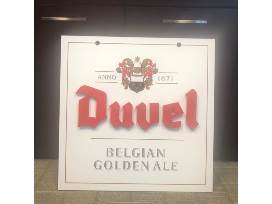 ANNO 1871
Duvel
BELGIAN
GOLDEN ALE